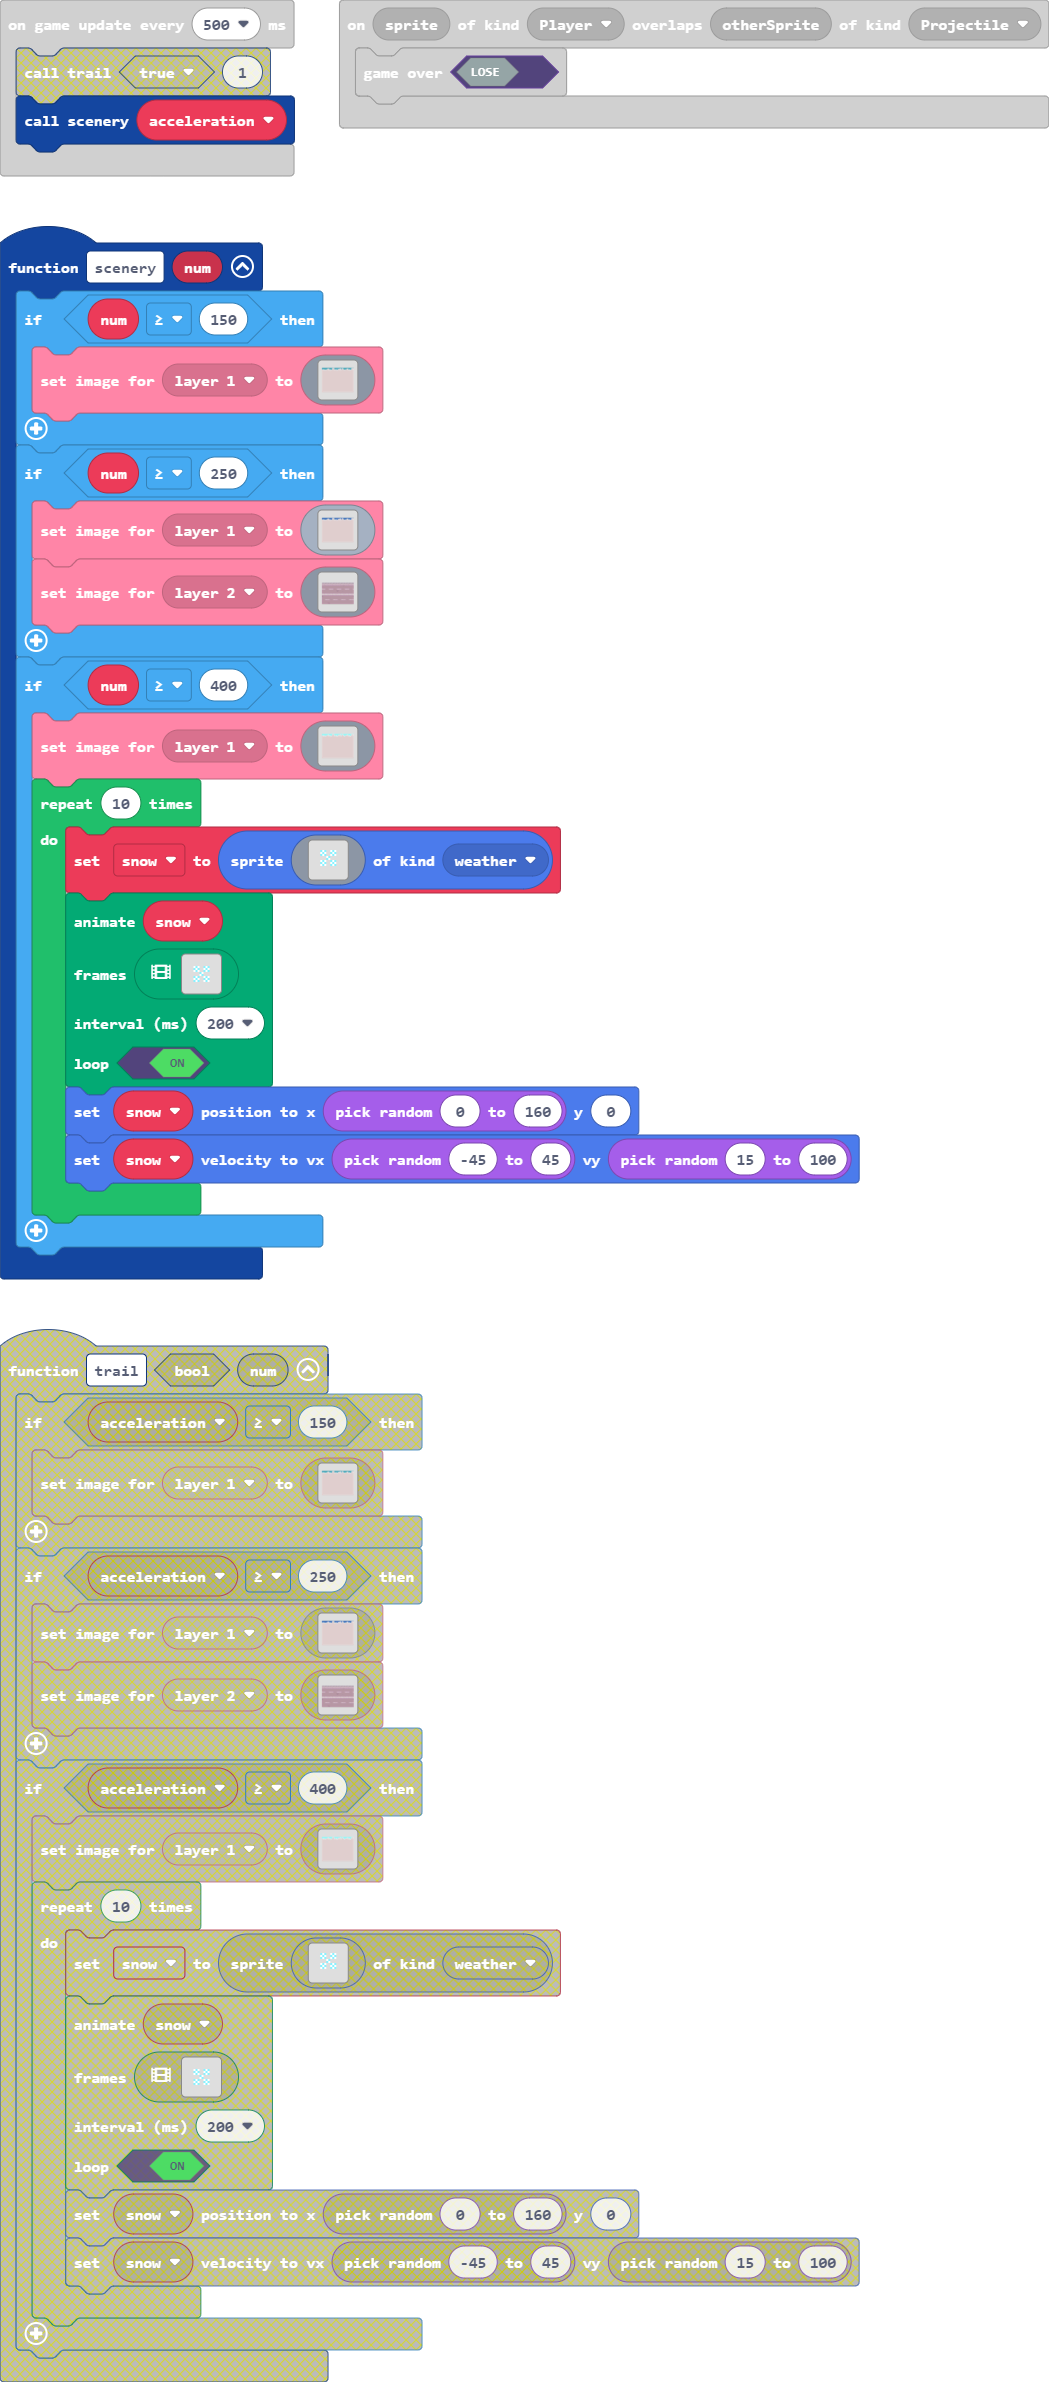 on game update every 500 ms
call trail true 1
call scenery acceleration
on sprite of kind Player overlaps otherSprite of kind Projectile
game over LOSE
function scenery num
if num ≥ 150 then
set image for layer 1 to
if num ≥ 250 then
set image for layer 1 to
set image for layer 2 to
if num ≥ 400 then
set image for layer 1 to
repeat 10 times
do
set snow to sprite of kind weather
animate snow
frames
interval (ms) 200
loop ON
set snow position to x pick random 0 to 160 y 0
set snow velocity to vx pick random -45 to 45 vy pick random 15 to 100
function trail bool num
if acceleration ≥ 150 then
set image for layer 1 to
if acceleration ≥ 250 then
set image for layer 1 to
set image for layer 2 to
if acceleration ≥ 400 then
set image for layer 1 to
repeat 10 times
do
set snow to sprite of kind weather
animate snow
frames
interval (ms) 200
loop ON
set snow position to x pick random 0 to 160 y 0
set snow velocity to vx pick random -45 to 45 vy pick random 15 to 100